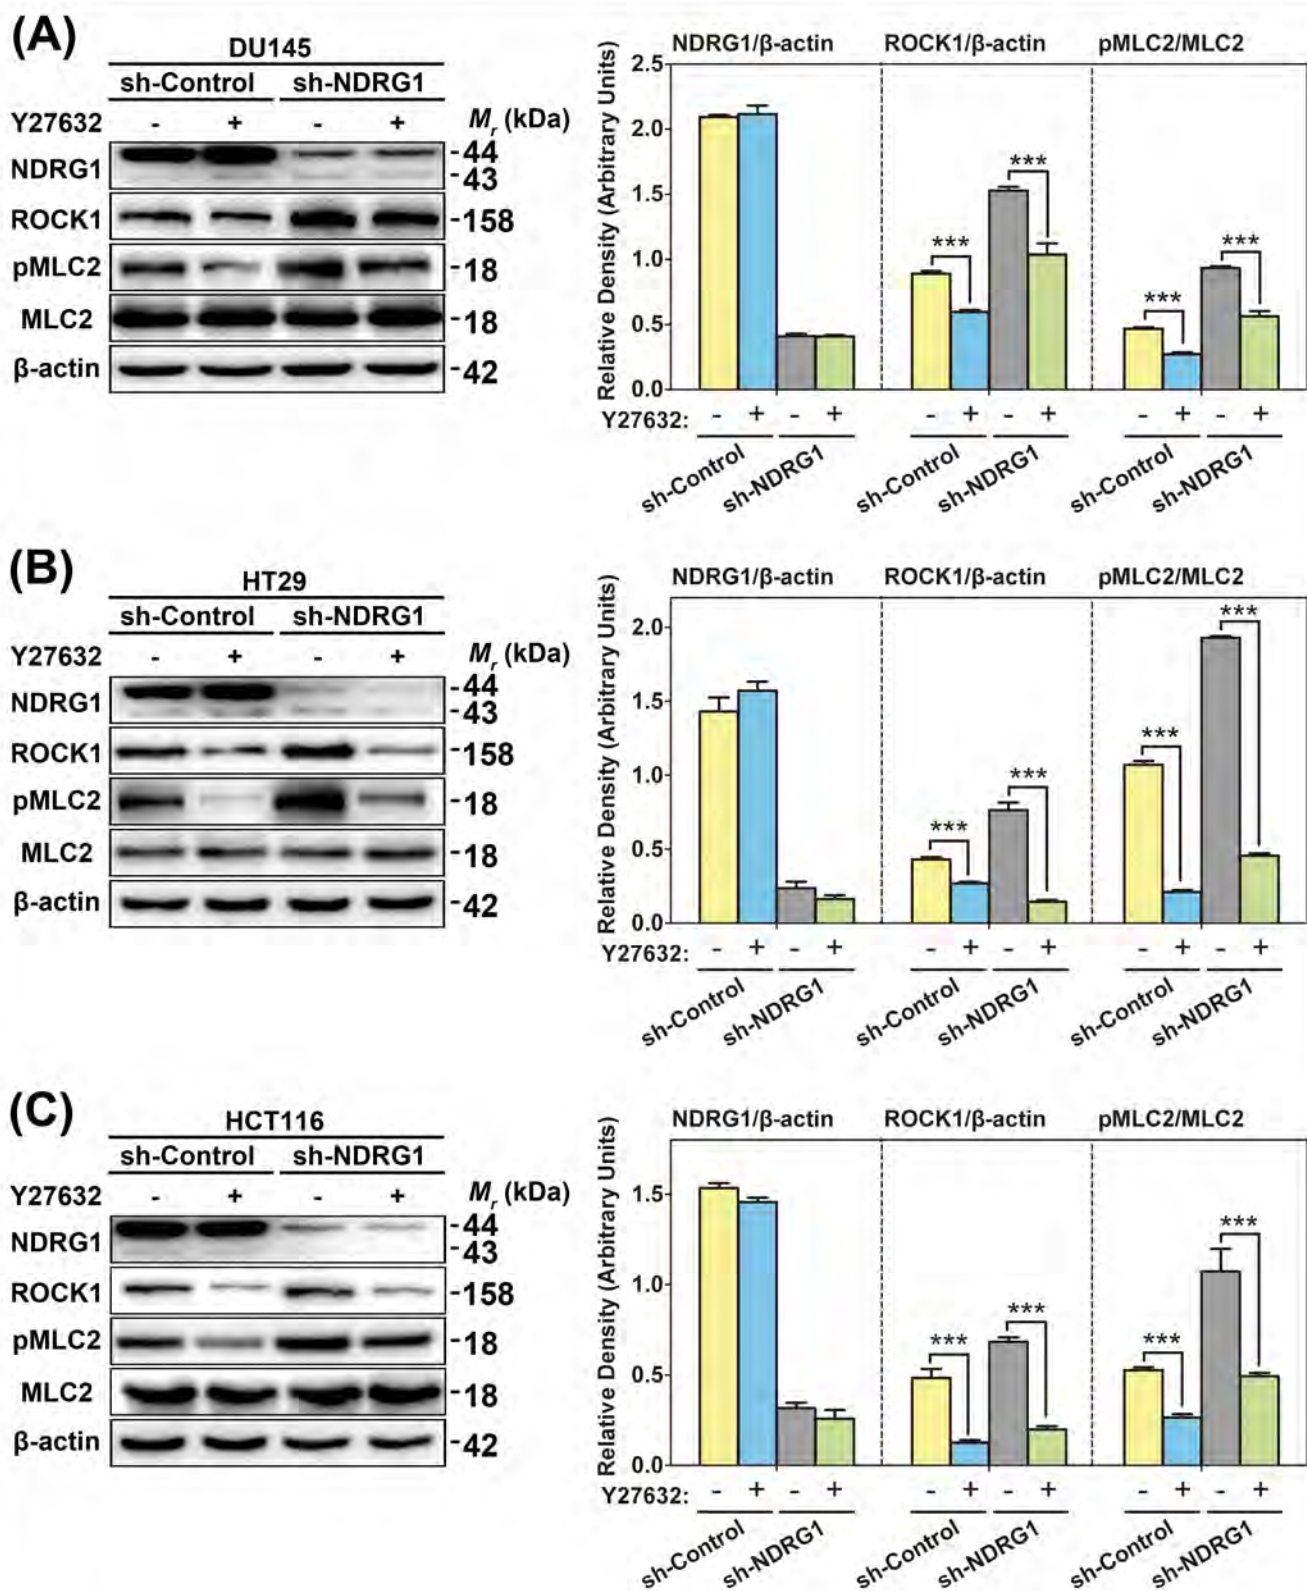 (A)
DU145
sh-Control sh-NDRG1
Y27632 - + - + Mr (kDa)
NDRG1 -44
-43
ROCK1 -158
pMLC2 -18
MLC2 -18
β-actin -42
NDRG1/β-actin ROCK1/β-actin pMLC2/MLC2
Relative Density (Arbitrary Units)
2.5
2.0
1.5
1.0
0.5
0.0
*** *** *** ***
Y27632: - + - + - + - + - + - +
sh-Control sh-NDRG1 sh-Control sh-NDRG1 sh-Control sh-NDRG1
(B)
HT29
sh-Control sh-NDRG1
Y27632 - + - + Mr (kDa)
NDRG1 -44
-43
ROCK1 -158
pMLC2 -18
MLC2 -18
β-actin -42
NDRG1/β-actin ROCK1/β-actin pMLC2/MLC2
Relative Density (Arbitrary Units)
2.0
1.5
1.0
0.5
0.0
*** *** *** ***
Y27632: - + - + - + - + - + - +
sh-Control sh-NDRG1 sh-Control sh-NDRG1 sh-Control sh-NDRG1
(C)
HCT116
sh-Control sh-NDRG1
Y27632 - + - + Mr (kDa)
NDRG1 -44
-43
ROCK1 -158
pMLC2 -18
MLC2 -18
β-actin -42
NDRG1/β-actin ROCK1/β-actin pMLC2/MLC2
Relative Density (Arbitrary Units)
1.5
1.0
0.5
0.0
*** *** *** ***
Y27632: - + - + - + - + - + - +
sh-Control sh-NDRG1 sh-Control sh-NDRG1 sh-Control sh-NDRG1